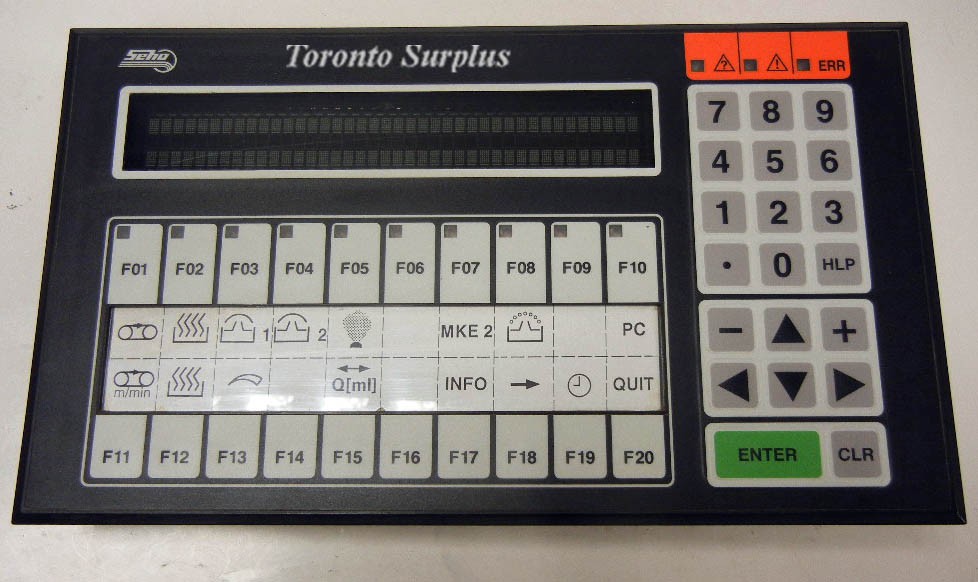 Seho
Toronto Surplus
? ! ERR
7 8 9
4 5 6
1 2 3
. 0 HLP
F01 F02 F03 F04 F05 F06 F07 F08 F09 F10
1 2 MKE 2 PC
m/min Q[ml] INFO QUIT
F11 F12 F13 F14 F15 F16 F17 F18 F19 F20
- +
ENTER CLR